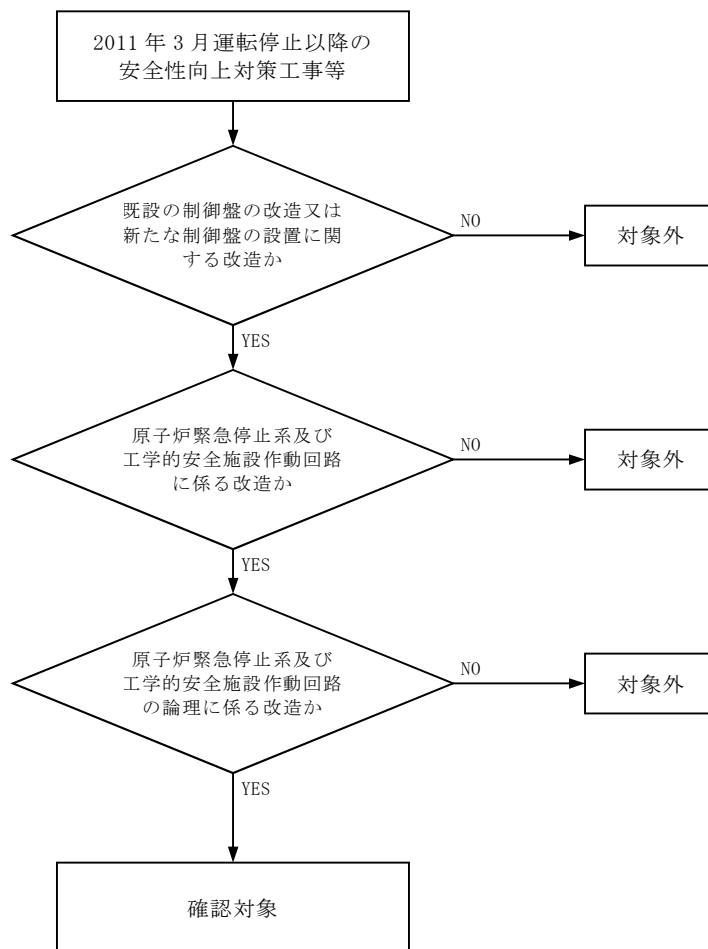 2011 年 3 月運転停止以降の
安全性向上対策工事等
既設の制御盤の改造又は
新たな制御盤の設置に関
する改造か
NO
対象外
YES
原子炉緊急停止系及び
工学的安全施設作動回路
に係る改造か
NO
対象外
YES
原子炉緊急停止系及び
工学的安全施設作動回路
の論理に係る改造か
NO
対象外
YES
確認対象